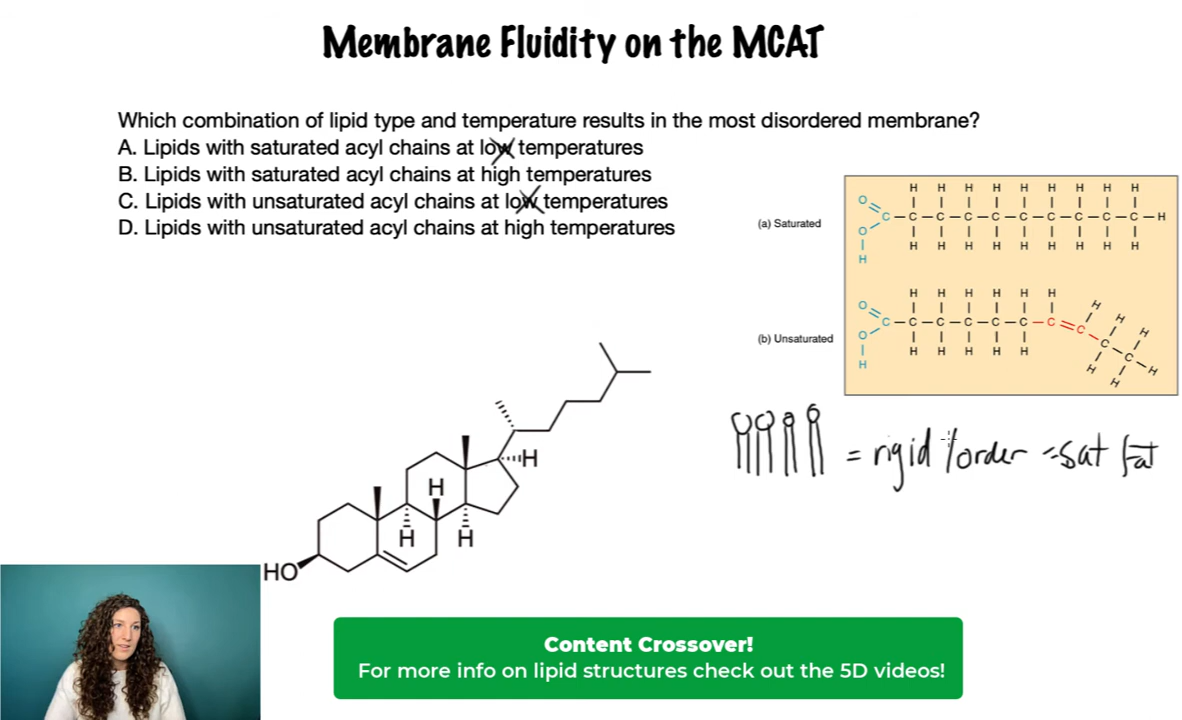 Membrane Fluidity on the MCAT
Which combination of lipid type and temperature results in the most disordered membrane?
A. Lipids with saturated acyl chains at low temperatures
B. Lipids with saturated acyl chains at high temperatures
C. Lipids with unsaturated acyl chains at low temperatures
D. Lipids with unsaturated acyl chains at high temperatures
(a) Saturated
H H H H H H H H H
O
C-C-C-C-C-C-C-C-C-C-H
O
H H H H H H H H H
H
(b) Unsaturated
H H H H H H
H
H
H
O
C-C-C-C-C-C-C=C-C-C-H
O
H H H H H
H
H
H
= rigid / order = sat fat
H
H
H
H
HO
Content Crossover!
For more info on lipid structures check out the 5D videos!